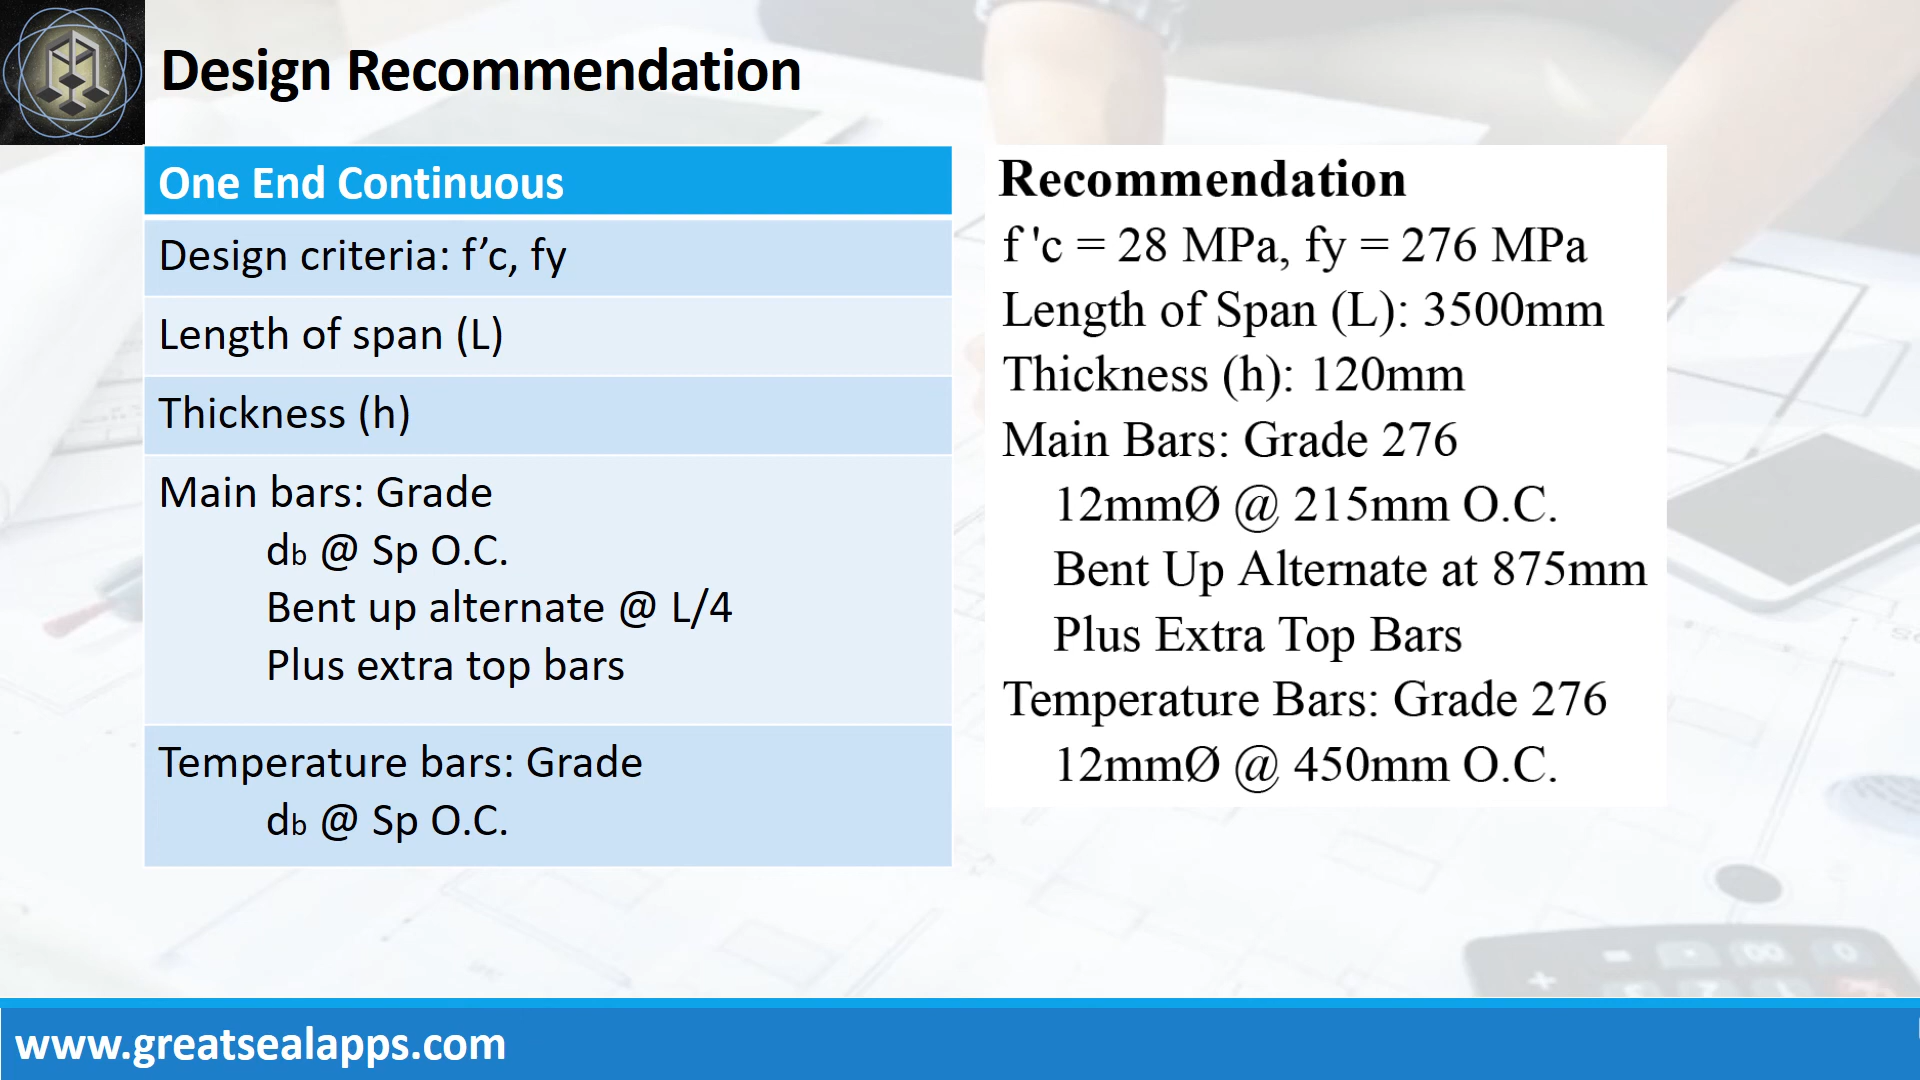 Design Recommendation
One End Continuous
Design criteria: f’c, fy
Length of span (L)
Thickness (h)
Main bars: Grade
db @ Sp O.C.
Bent up alternate @ L/4
Plus extra top bars
Temperature bars: Grade
db @ Sp O.C.
Recommendation
f'c = 28 MPa, fy = 276 MPa
Length of Span (L): 3500mm
Thickness (h): 120mm
Main Bars: Grade 276
12mmØ @ 215mm O.C.
Bent Up Alternate at 875mm
Plus Extra Top Bars
Temperature Bars: Grade 276
12mmØ @ 450mm O.C.
www.greatsealapps.com